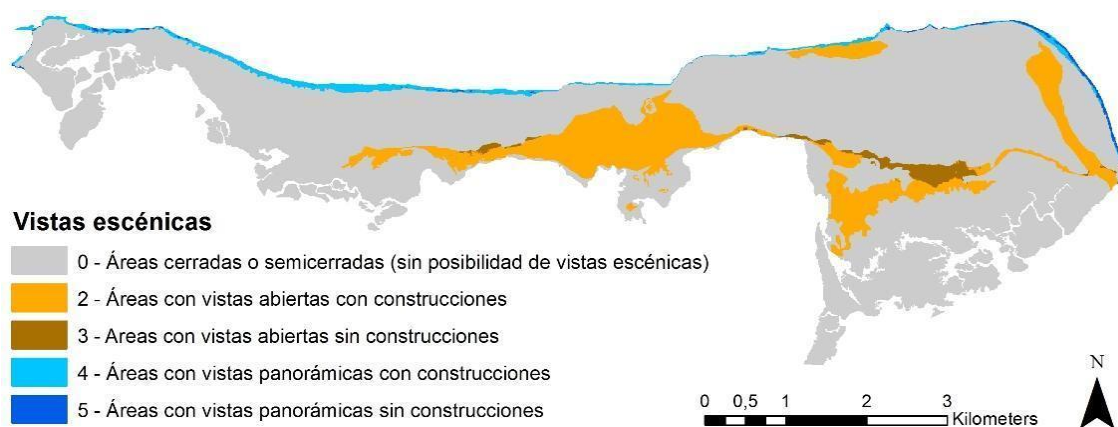 Vistas escénicas
0 - Áreas cerradas o semicerradas (sin posibilidad de vistas escénicas)
2 - Áreas con vistas abiertas con construcciones
3 - Areas con vistas abiertas sin construcciones
4 - Áreas con vistas panorámicas con construcciones
5 - Áreas con vistas panorámicas sin construcciones
0 0,5 1 2 3
Kilometers
N